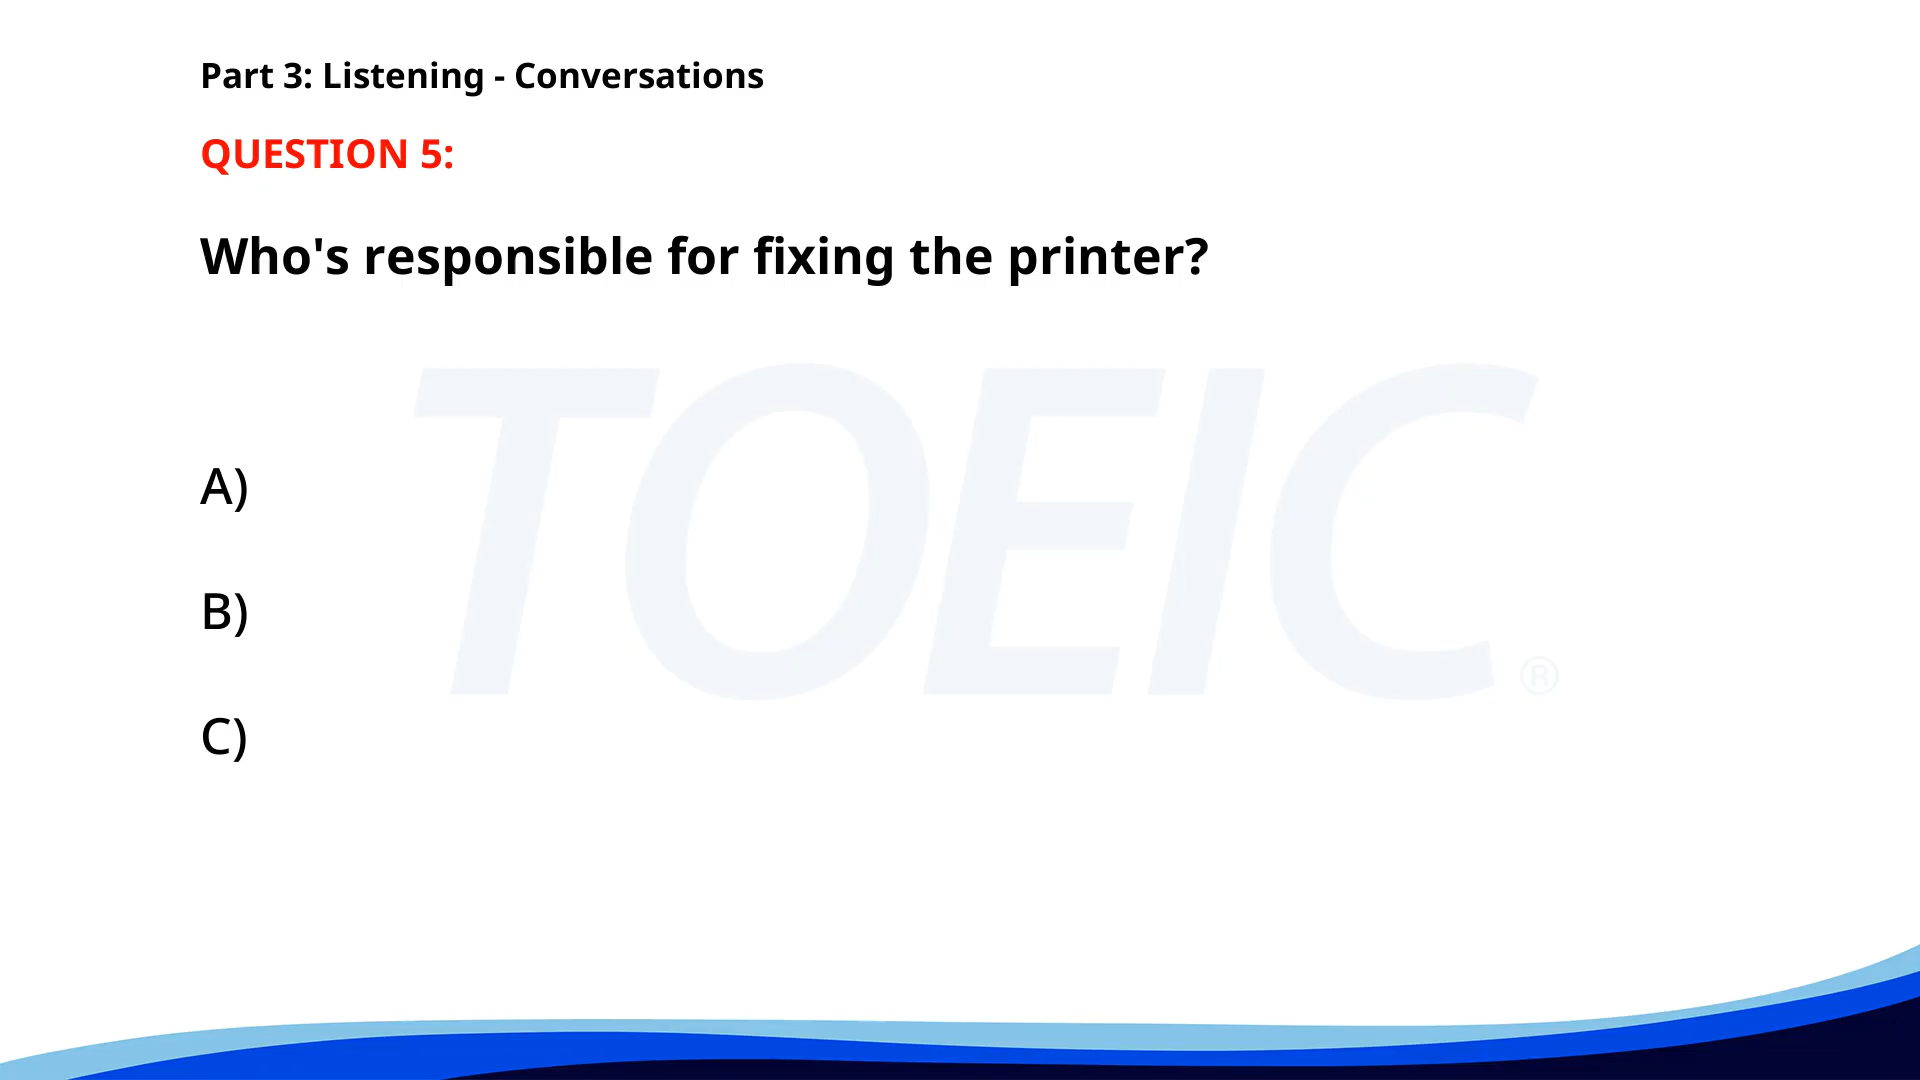 Part 3: Listening - Conversations
QUESTION 5:
Who's responsible for fixing the printer?
TOEIC®
A)
B)
C)